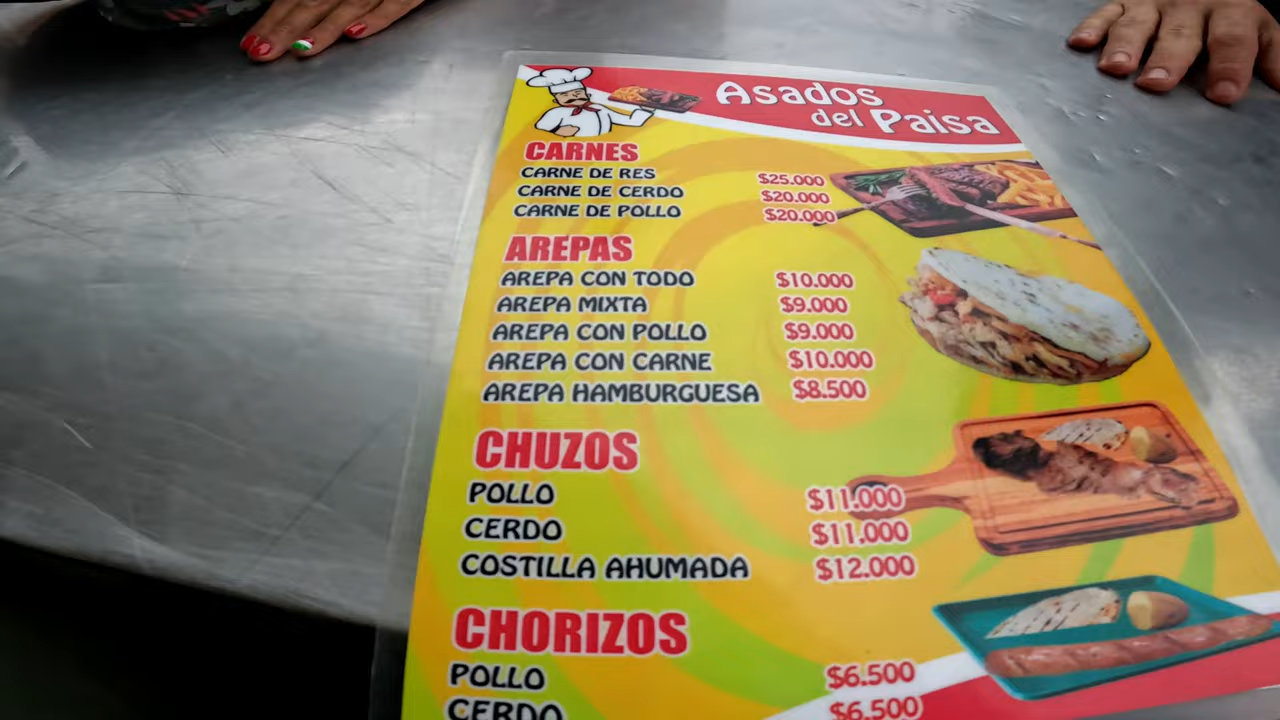 Asados
del Paisa
CARNES
CARNE DE RES $25.000
CARNE DE CERDO $20.000
CARNE DE POLLO $20.000
AREPAS
AREPA CON TODO $10.000
AREPA MIXTA $9.000
AREPA CON POLLO $9.000
AREPA CON CARNE $10.000
AREPA HAMBURGUESA $8.500
CHUZOS
POLLO $11.000
CERDO $11.000
COSTILLA AHUMADA $12.000
CHORIZOS
POLLO $6.500
CERDO $6.500